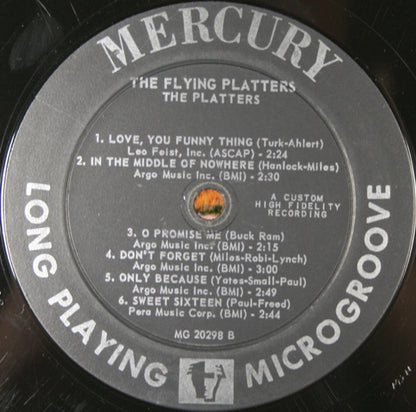 MERCURY
THE FLYING PLATTERS
THE PLATTERS
1. LOVE, YOU FUNNY THING (Turk-Ahlert)
Leo Feist, Inc. (ASCAP) - 2:24
2. IN THE MIDDLE OF NOWHERE (Hanlock-Miles)
Argo Music Inc. (BMI) - 2:30
A CUSTOM
HIGH FIDELITY
RECORDING
3. O PROMISE ME (Buck Ram)
Argo Music Inc. (BMI) - 2:15
4. DON'T FORGET (Miles-Robi-Lynch)
Argo Music Inc. (BMI) - 3:00
5. ONLY BECAUSE (Yates-Small-Paul)
Argo Music Inc. (BMI) - 2:49
6. SWEET SIXTEEN (Paul-Freed)
Pera Music Corp. (BMI) - 2:44
MG 20298 B
LONG PLAYING MICROGROOVE